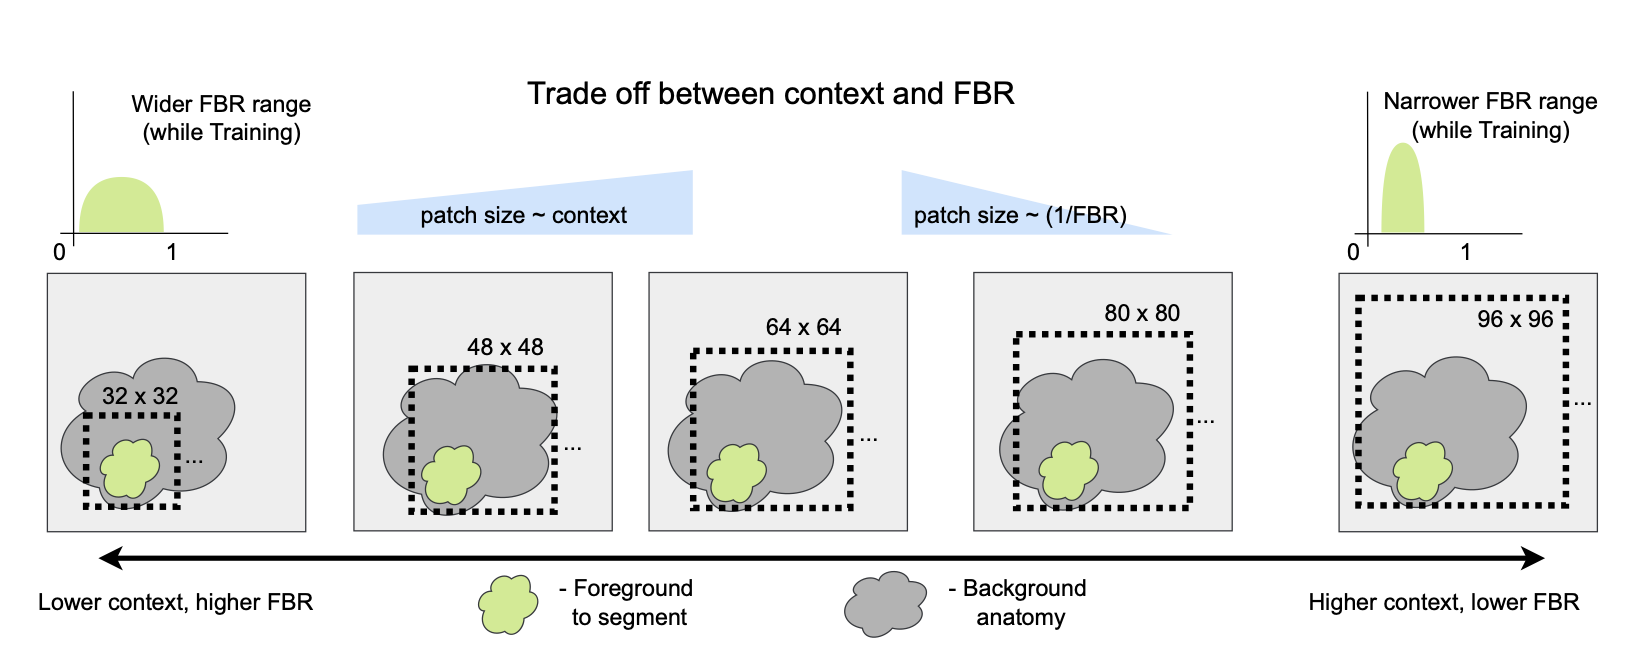 Trade off between context and FBR
Wider FBR range
(while Training)
0
1
patch size ~ context
patch size ~ (1/FBR)
Narrower FBR range
(while Training)
0
1
32 x 32
...
48 x 48
...
64 x 64
...
80 x 80
...
96 x 96
...
Lower context, higher FBR
- Foreground
to segment
- Background
anatomy
Higher context, lower FBR